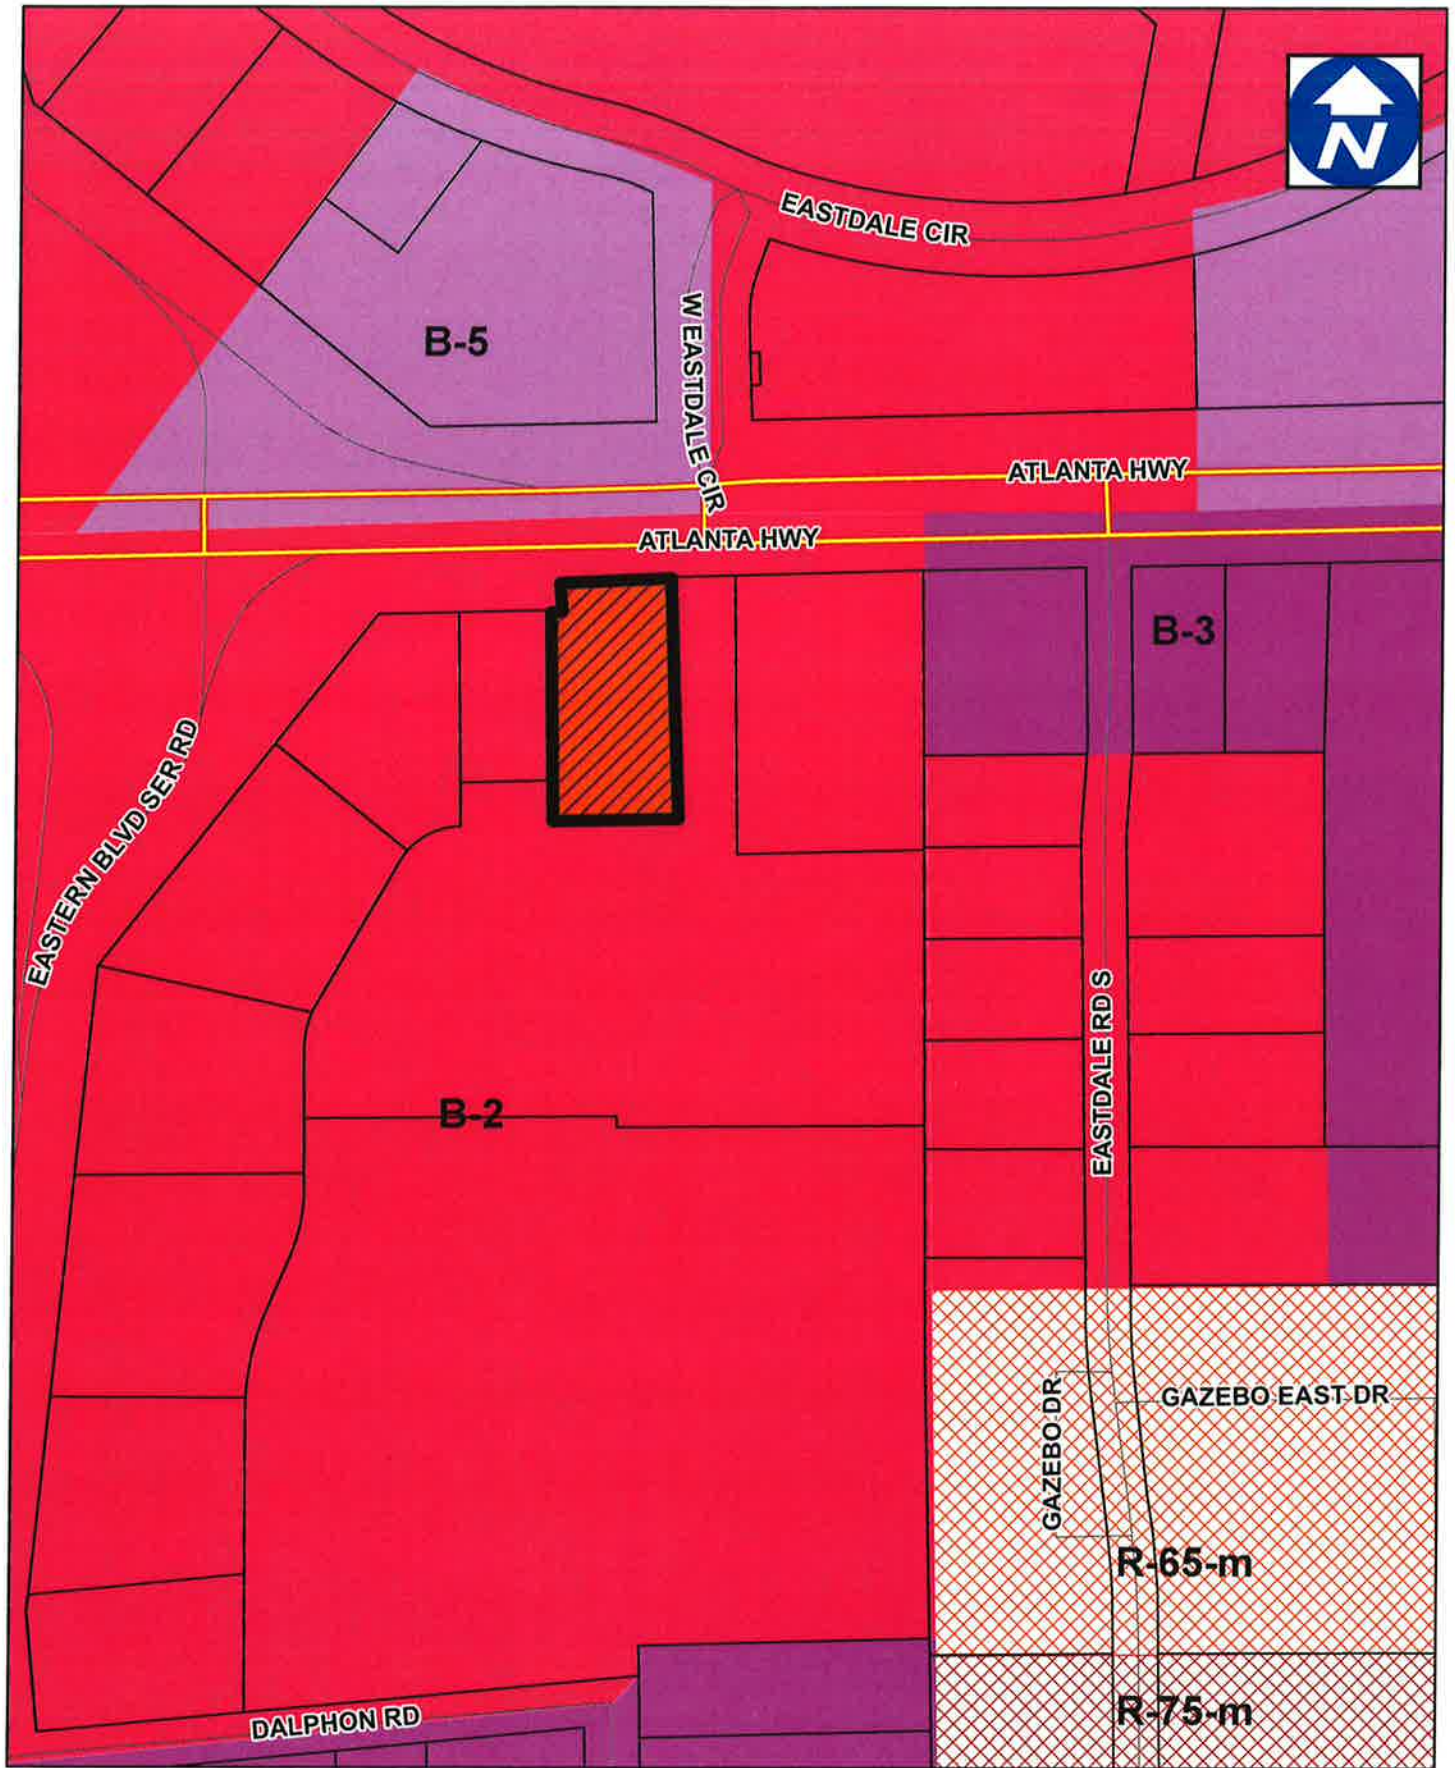 N
EASTDALE CIR
B-5
W EASTDALE CIR
ATLANTA HWY
ATLANTA HWY
B-3
EASTERN BLVD SER RD
EASTDALE RD S
B-2
GAZEBO DR
GAZEBO EAST DR
R-65-m
R-75-m
DALPHON RD